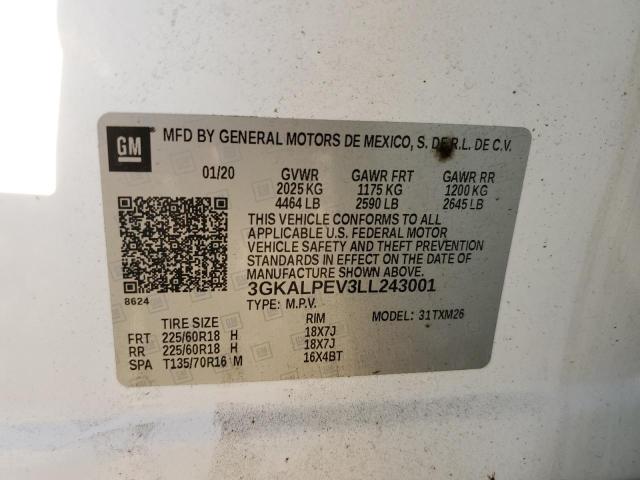 GM MFD BY GENERAL MOTORS DE MEXICO, S. DE R.L. DE C.V.
01/20 GVWR GAWR FRT GAWR RR
2025 KG 1175 KG 1200 KG
4464 LB 2590 LB 2645 LB
THIS VEHICLE CONFORMS TO ALL
APPLICABLE U.S. FEDERAL MOTOR
VEHICLE SAFETY AND THEFT PREVENTION
STANDARDS IN EFFECT ON THE DATE OF
MANUFACTURE SHOWN ABOVE.
3GKALPEV3LL243001
8624
TYPE: M.P.V. MODEL: 31TXM26
TIRE SIZE RIM
FRT 225/60R18 H 18X7J
RR 225/60R18 H 18X7J
SPA T135/70R16 M 16X4BT